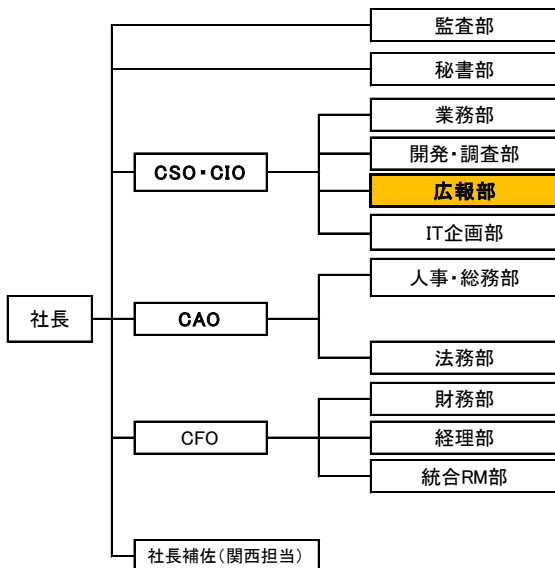 監査部
秘書部
業務部
開発・調査部
CSO・CIO
広報部
IT企画部
人事・総務部
社長
CAO
法務部
財務部
CFO
経理部
統合RM部
社長補佐(関西担当)